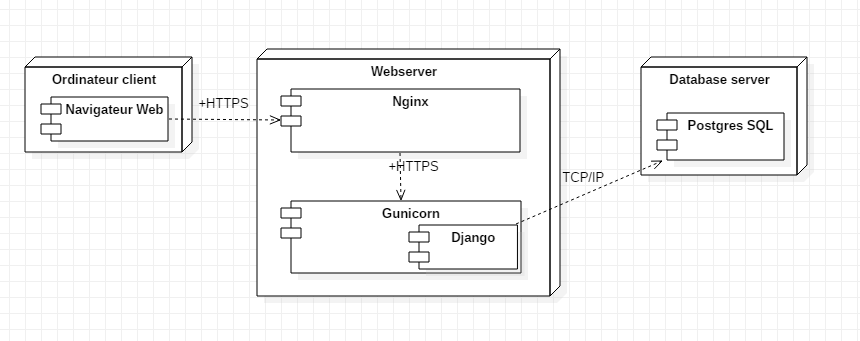 Ordinateur client
Navigateur Web
+HTTPS
Webserver
Nginx
+HTTPS
Gunicorn
Django
TCP/IP
Database server
Postgres SQL